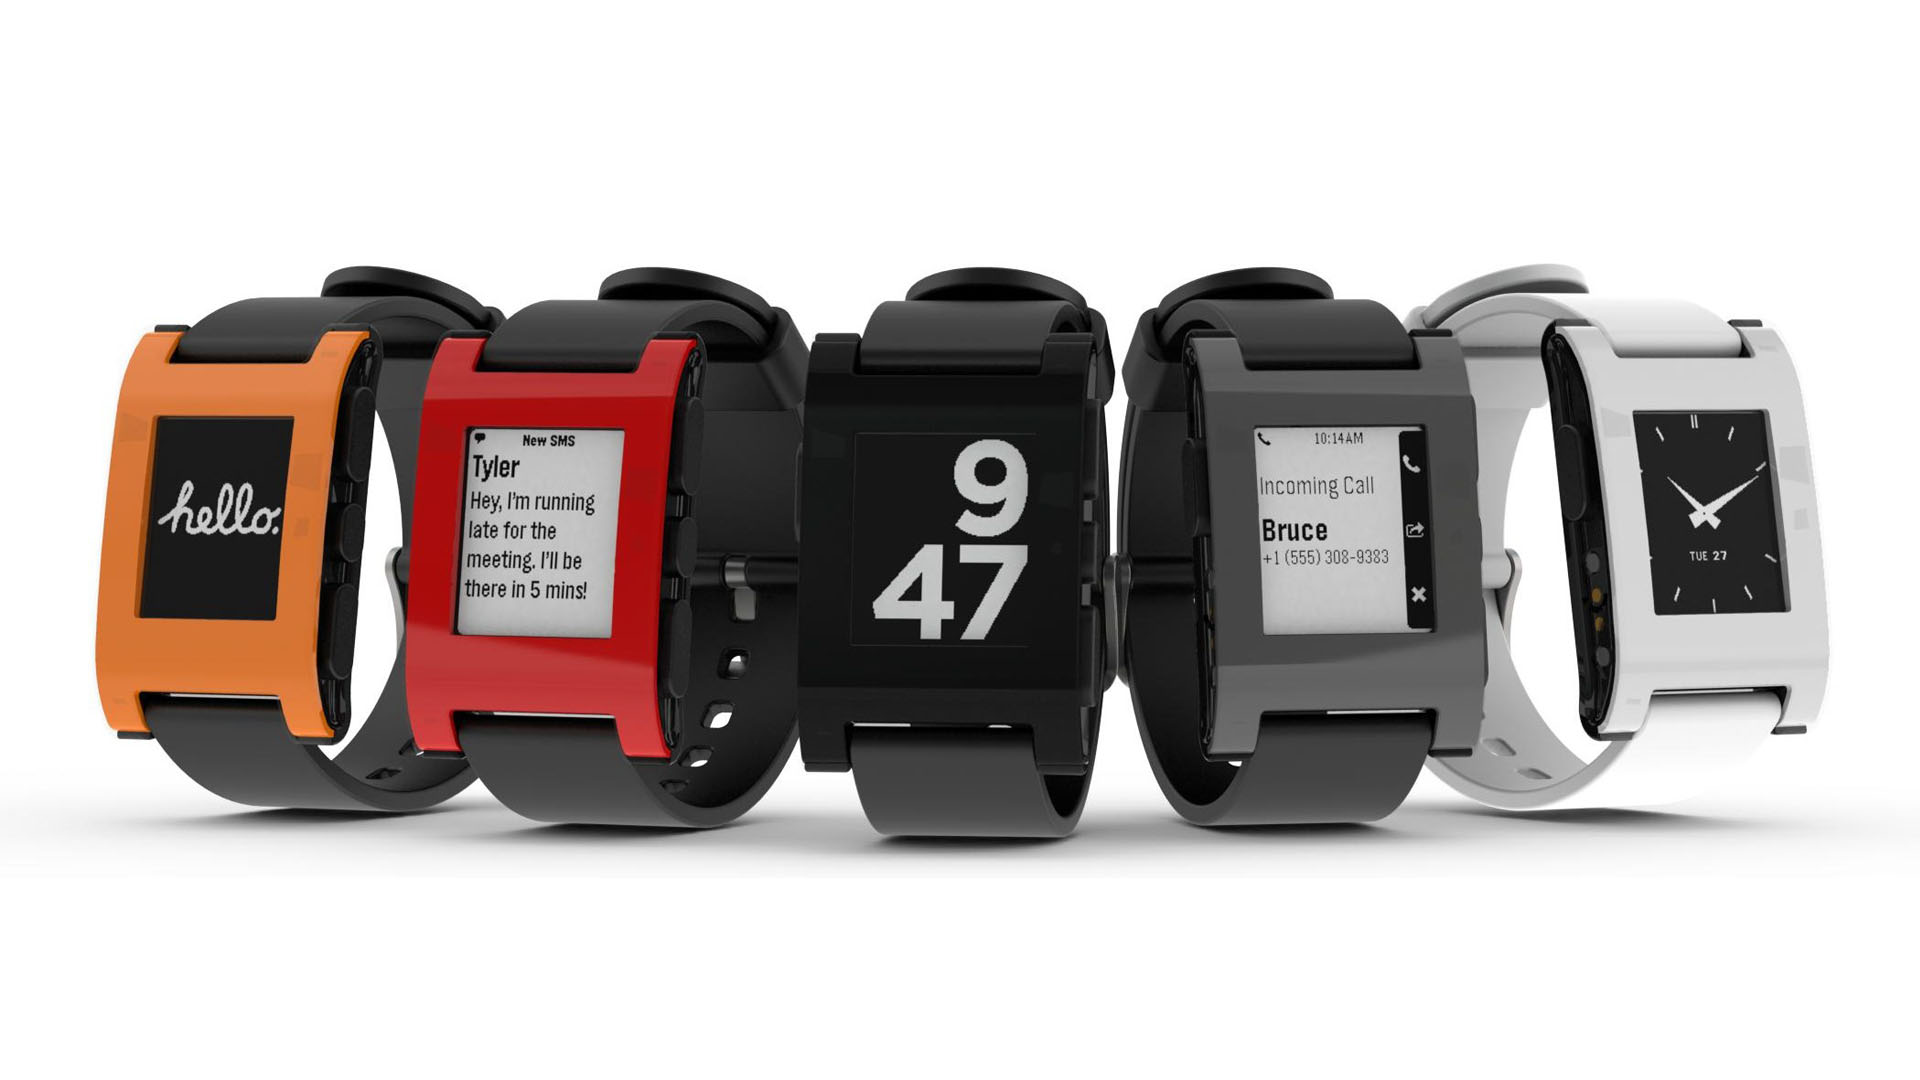 hello.
New SMS
Tyler
Hey, I'm running
late for the
meeting. I'll be
there in 5 mins!
9
47
10:14AM
Incoming Call
Bruce
+1 (555) 308-9383
TUE 27